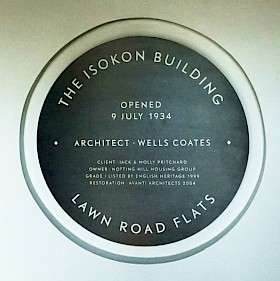 THE ISOKON BUILDING
OPENED
9 JULY 1934
ARCHITECT · WELLS COATES
CLIENT: JACK & MOLLY PRITCHARD
OWNER: NOTTING HILL HOUSING GROUP
GRADE I LISTED BY ENGLISH HERITAGE 1999
RESTORATION: AVANTI ARCHITECTS 2004
LAWN ROAD FLATS